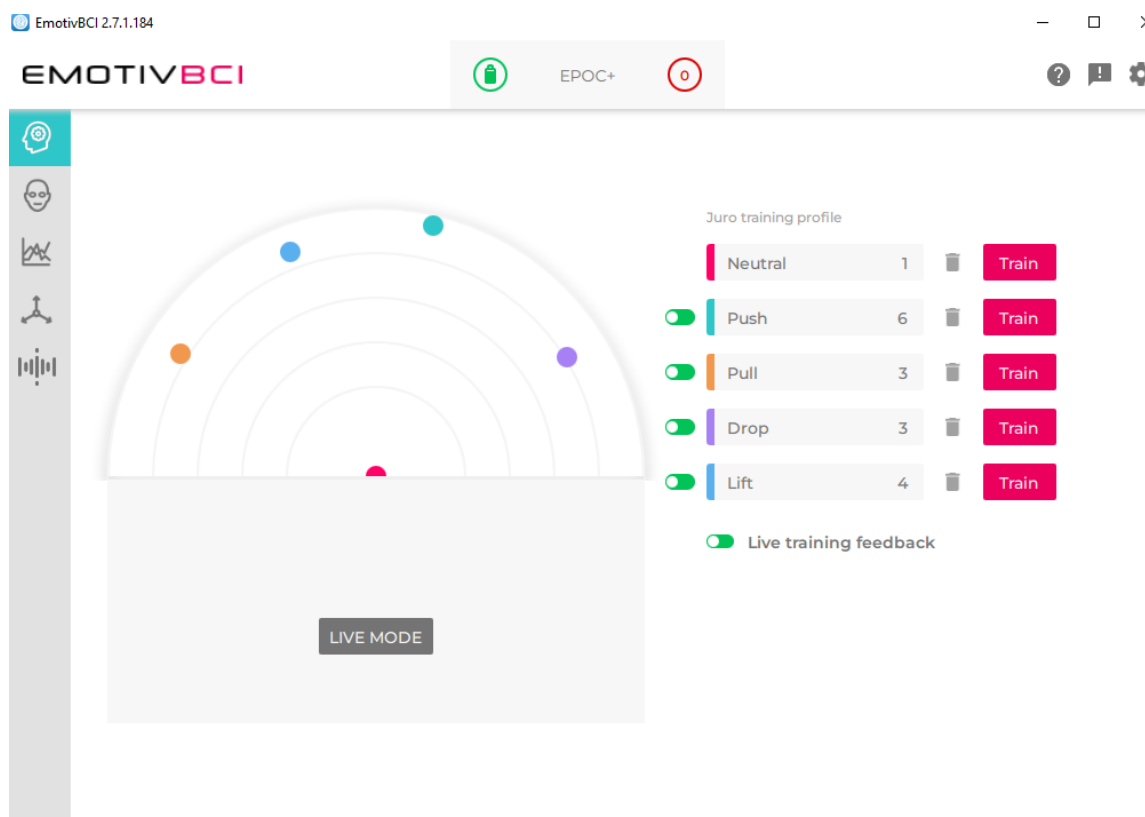 EmotivBCI 2.7.1.184
EMOTIVBCI
EPOC+
0
Juro training profile
Neutral 1 Train
Push 6 Train
Pull 3 Train
Drop 3 Train
Lift 4 Train
Live training feedback
LIVE MODE